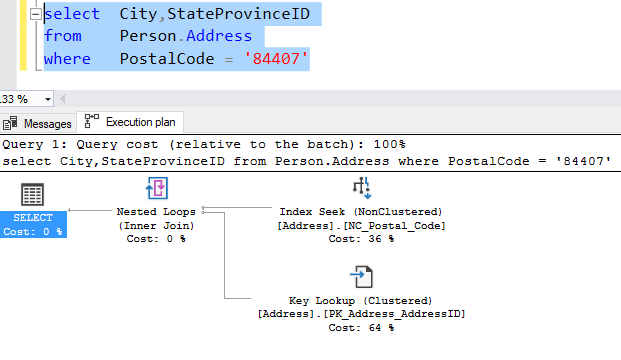 select City,StateProvinceID
from Person.Address
where PostalCode = '84407'
133 %
Messages Execution plan
Query 1: Query cost (relative to the batch): 100%
select City,StateProvinceID from Person.Address where PostalCode = '84407'
SELECT
Cost: 0 %
Nested Loops
(Inner Join)
Cost: 0 %
Index Seek (NonClustered)
[Address].[NC_Postal_Code]
Cost: 36 %
Key Lookup (Clustered)
[Address].[PK_Address_AddressID]
Cost: 64 %